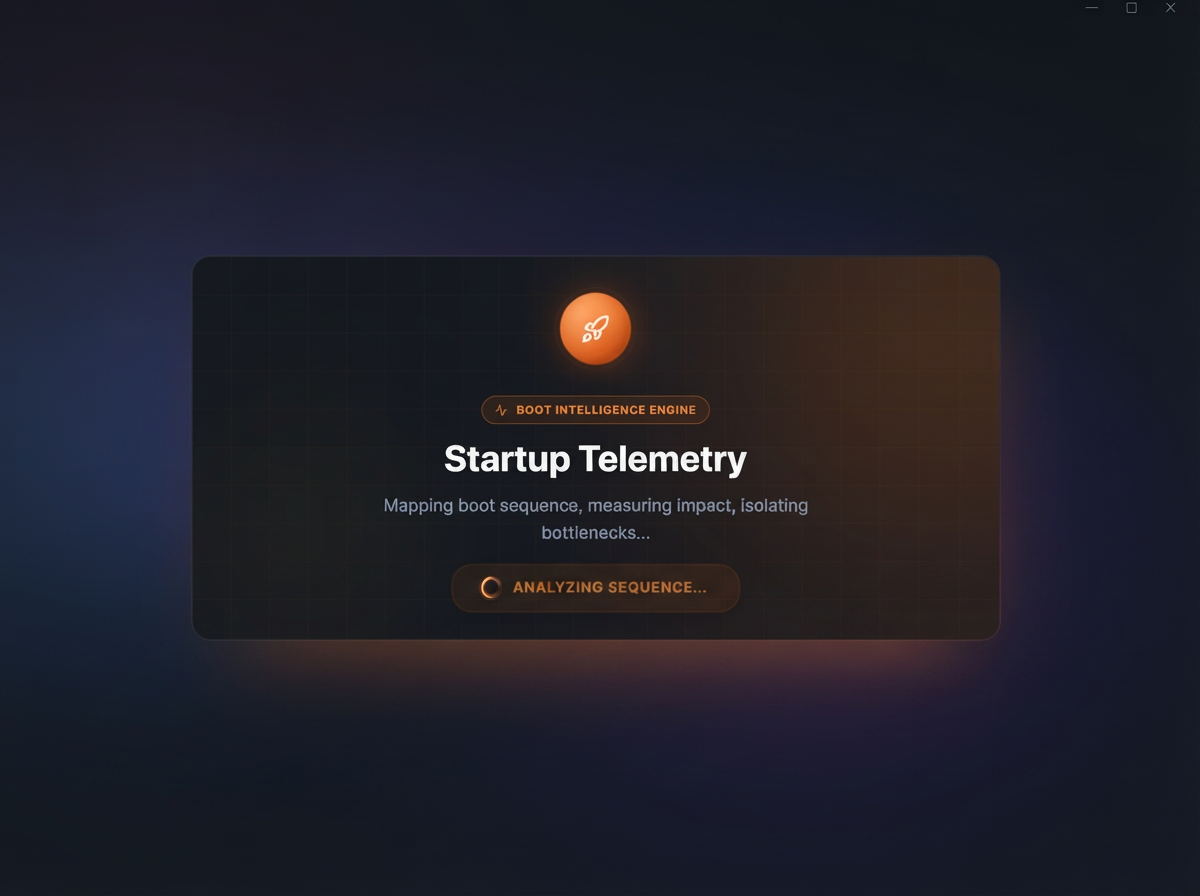 BOOT INTELLIGENCE ENGINE
Startup Telemetry
Mapping boot sequence, measuring impact, isolating
bottlenecks...
ANALYZING SEQUENCE...